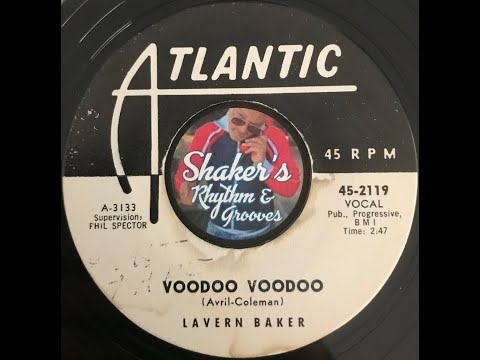 ATLANTIC
Shaker's
Rhythm &
Grooves
45 RPM
A-3133
Supervision:
PHIL SPECTOR
45-2119
VOCAL
Pub., Progressive,
BMI
Time: 2:47
VOODOO VOODOO
(Avril-Coleman)
LAVERN BAKER